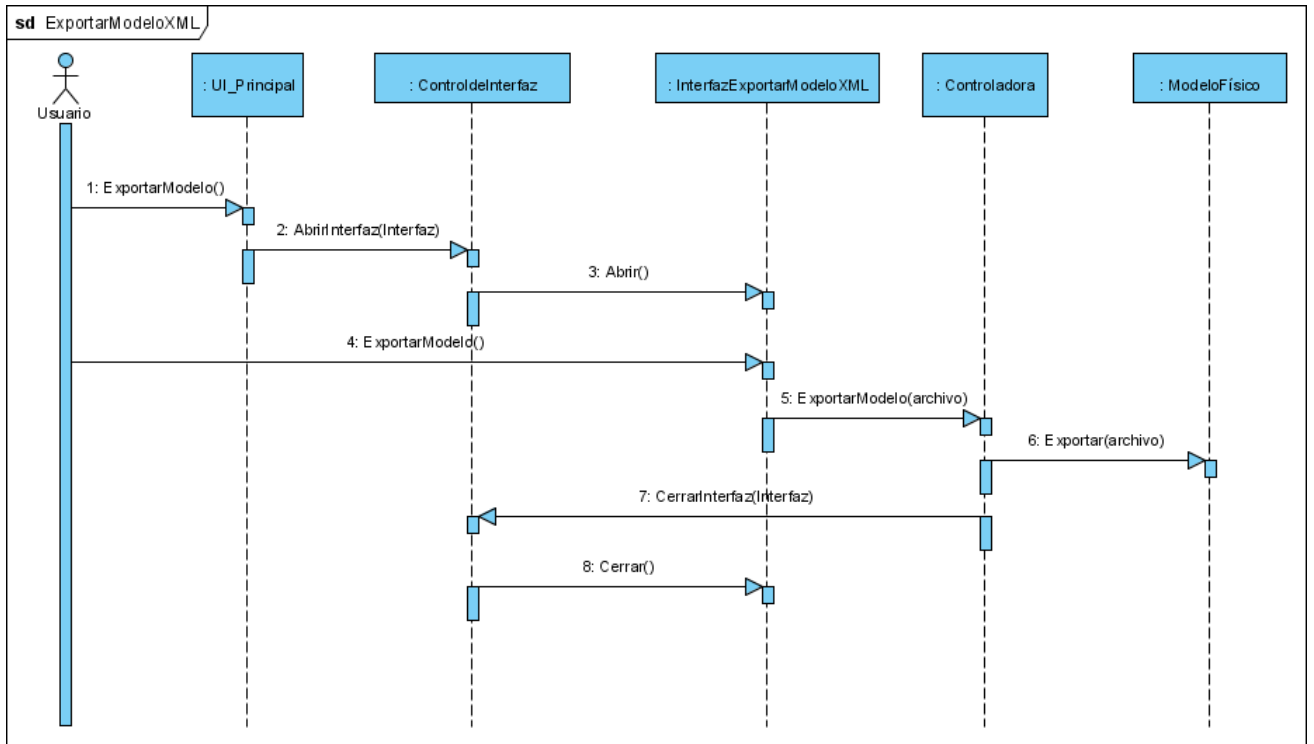 sd ExportarModeloXML
Usuario
: UI_Principal
: ControldeInterfaz
: InterfazExportarModeloXML
: Controladora
: ModeloFísico
1: ExportarModelo()
2: AbrirInterfaz(Interfaz)
3: Abrir()
4: ExportarModelo()
5: ExportarModelo(archivo)
6: Exportar(archivo)
7: CerrarInterfaz(Interfaz)
8: Cerrar()